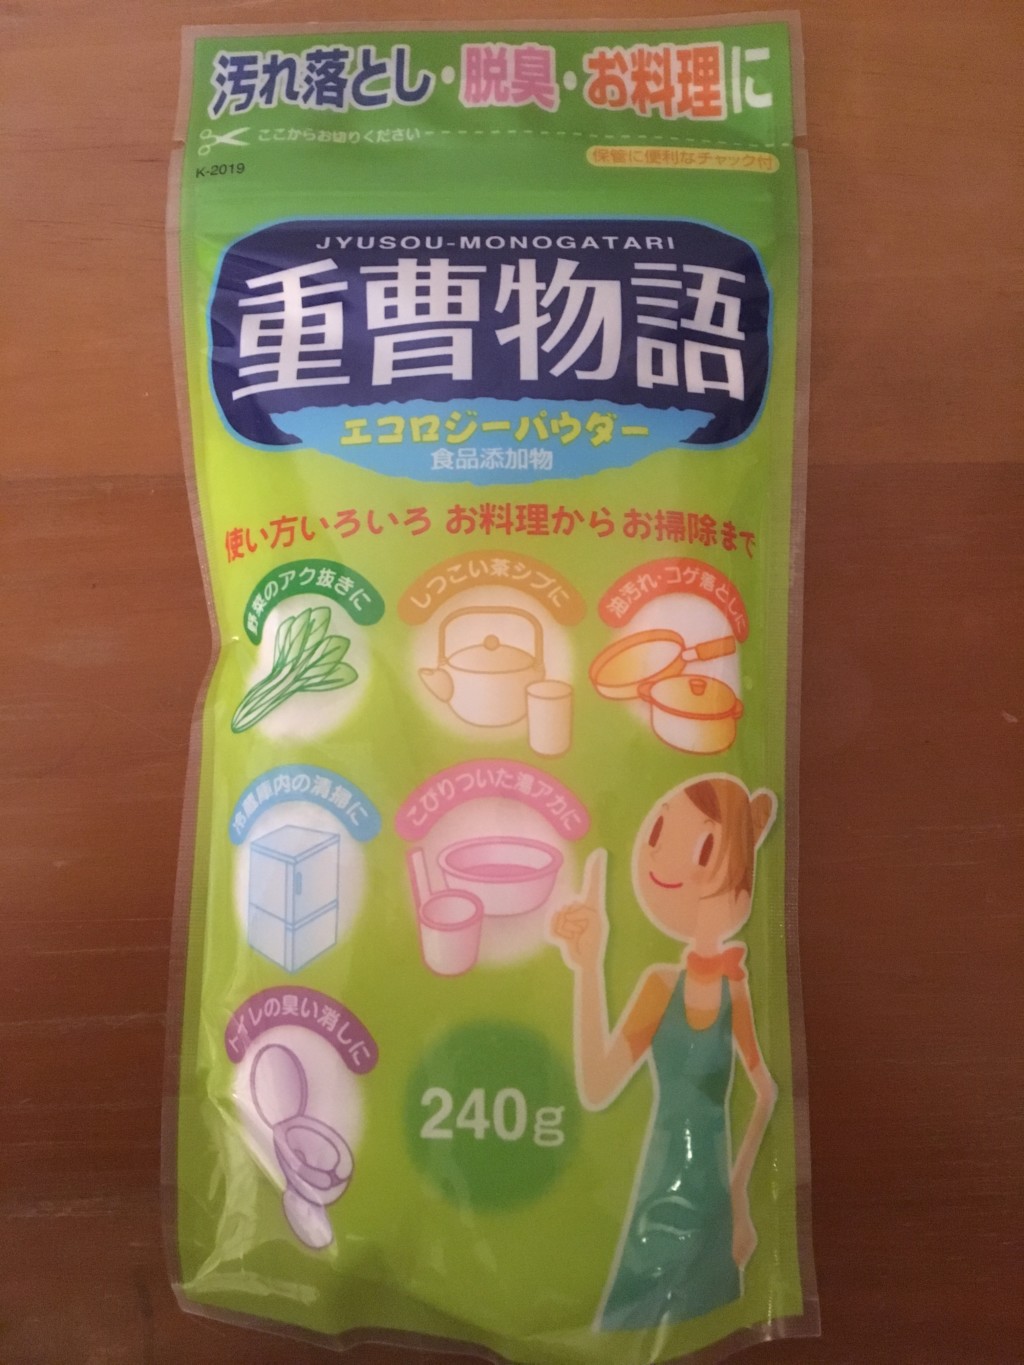 汚れ落とし・脱臭・お料理に
ここからお切りください
保管に便利なチャック付
K-2019
JYUSOU-MONOGATARI
重曹物語
エコロジーパウダー
食品添加物
使い方いろいろ お料理からお掃除まで
野菜のアク抜きに
しつこい茶シブに
油汚れ・コゲ落としに
冷蔵庫内の清掃に
こびりついた湯アカに
トイレの臭い消しに
240g